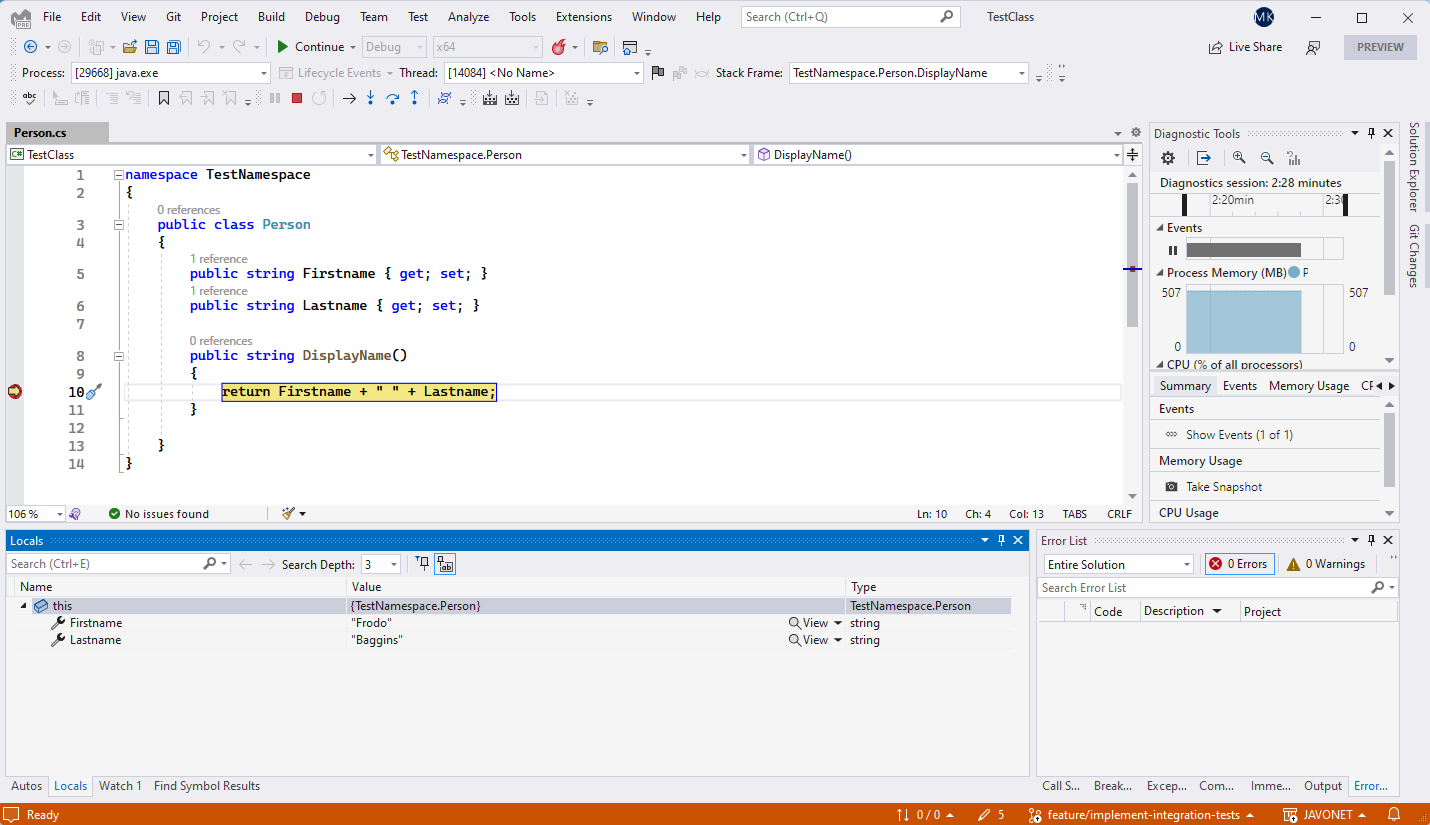 File Edit View Git Project Build Debug Team Test Analyze Tools Extensions Window Help Search (Ctrl+Q) TestClass MK
PRE
Continue Debug x64 Live Share PREVIEW
Process: [29668] java.exe Lifecycle Events Thread: [14084] <No Name> Stack Frame: TestNamespace.Person.DisplayName
abc
Person.cs
C# TestClass TestNamespace.Person DisplayName()
1 namespace TestNamespace
2 {
0 references
3 public class Person
4 {
1 reference
5 public string Firstname { get; set; }
1 reference
6 public string Lastname { get; set; }
7
0 references
8 public string DisplayName()
9 {
10 return Firstname + " " + Lastname;
11 }
12
13 }
14 }
106 % No issues found Ln: 10 Ch: 4 Col: 13 TABS CRLF
Diagnostic Tools
Diagnostics session: 2:28 minutes
2:20min 2:30
Events
Process Memory (MB) P
507 507
0 0
CPU (% of all processors)
Summary Events Memory Usage CP
Events
Show Events (1 of 1)
Memory Usage
Take Snapshot
CPU Usage
Solution Explorer
Git Changes
Locals
Search (Ctrl+E) Search Depth: 3
Name Value Type
this {TestNamespace.Person} TestNamespace.Person
Firstname "Frodo" View string
Lastname "Baggins" View string
Autos Locals Watch 1 Find Symbol Results
Error List
Entire Solution 0 Errors 0 Warnings
Search Error List
Code Description Project
Call S... Break... Excep... Com... Imme... Output Error...
Ready 0 / 0 5 feature/implement-integration-tests JAVONET